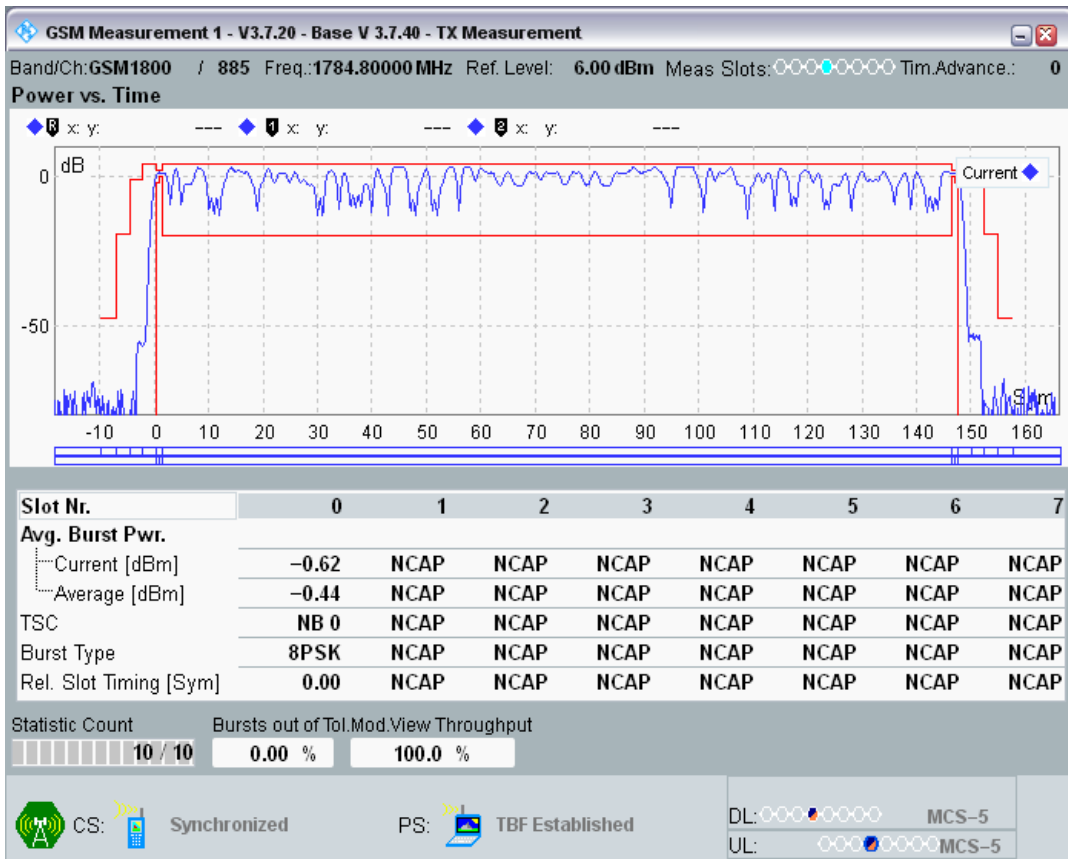 GSM Measurement 1 - V3.7.20 - Base V 3.7.40 - TX Measurement
Band/Ch:GSM1800 / 885 Freq.:1784.80000 MHz Ref. Level: 6.00 dBm Meas Slots: Tim.Advance.: 0
Power vs. Time
R x: y: --- 1 x: y: --- 2 x: y: ---
dB
Current
0
-50
Sym
-10 0 10 20 30 40 50 60 70 80 90 100 110 120 130 140 150 160
Slot Nr. 0 1 2 3 4 5 6 7
Avg. Burst Pwr.
Current [dBm] −0.62 NCAP NCAP NCAP NCAP NCAP NCAP NCAP
Average [dBm] −0.44 NCAP NCAP NCAP NCAP NCAP NCAP NCAP
TSC NB 0 NCAP NCAP NCAP NCAP NCAP NCAP NCAP
Burst Type 8PSK NCAP NCAP NCAP NCAP NCAP NCAP NCAP
Rel. Slot Timing [Sym] 0.00 NCAP NCAP NCAP NCAP NCAP NCAP NCAP
Statistic Count Bursts out of Tol.Mod.View Throughput
10 / 10 0.00 % 100.0 %
CS: Synchronized PS: TBF Established
DL: MCS−5
UL: MCS−5